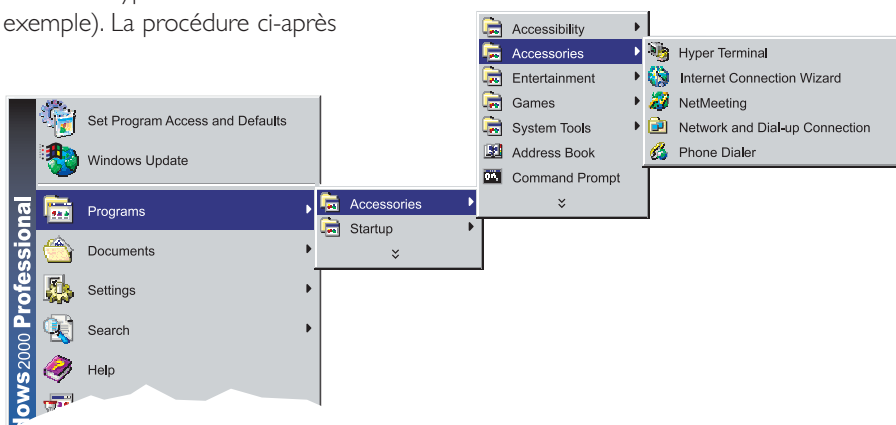 exemple). La procédure ci-après
Set Program Access and Defaults
Windows Update
Programs
Documents
Settings
Search
Help
2000 Professional
Accessories
Startup
Accessibility
Accessories
Entertainment
Games
System Tools
Address Book
Command Prompt
Hyper Terminal
Internet Connection Wizard
NetMeeting
Network and Dial-up Connection
Phone Dialer